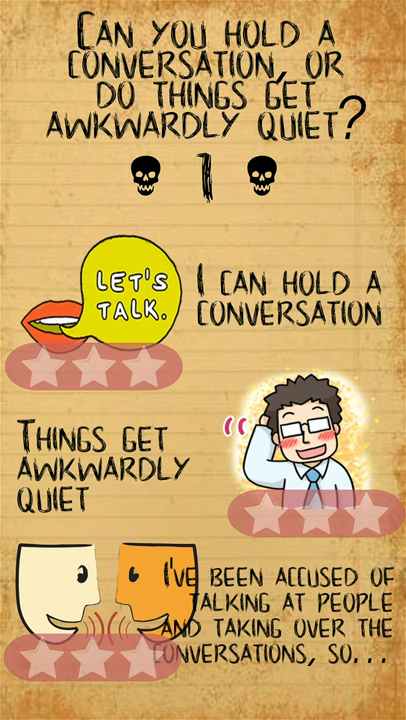 Can you hold a
conversation, or
do things get
awkwardly quiet?
1
LET'S
TALK.
I can hold a
conversation
Things get
awkwardly
quiet
I've been accused of
talking at people
and taking over the
conversations, so...